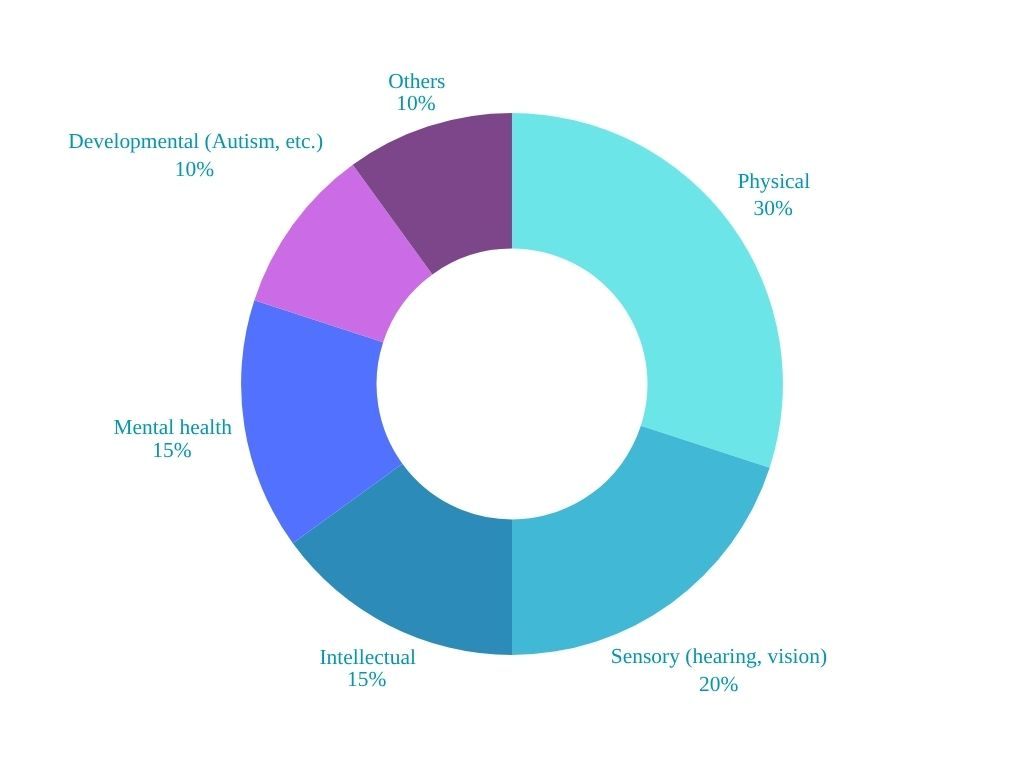 Others
10%
Developmental (Autism, etc.)
10%
Physical
30%
Mental health
15%
Intellectual
15%
Sensory (hearing, vision)
20%